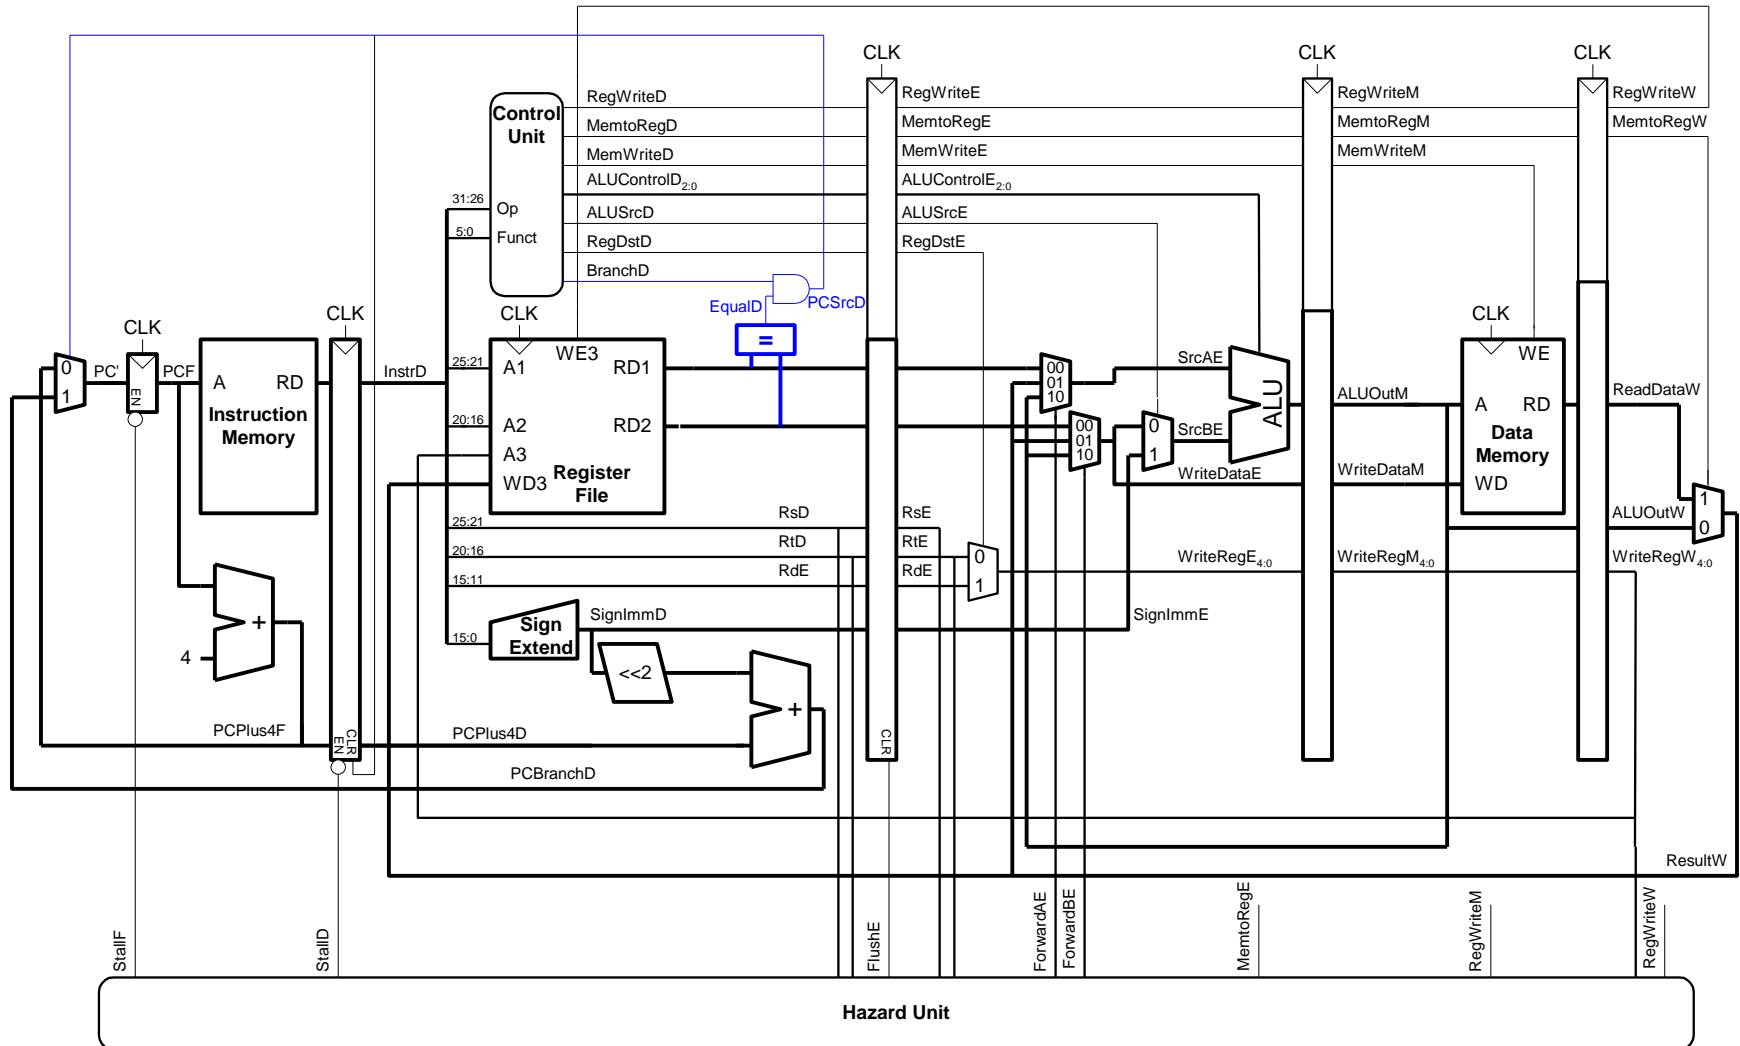 CLK
CLK
CLK
RegWriteD
RegWriteE
RegWriteM
RegWriteW
Control
Unit
MemtoRegD
MemtoRegE
MemtoRegM
MemtoRegW
MemWriteD
MemWriteE
MemWriteM
ALUControlD2:0
ALUControlE2:0
31:26
Op
ALUSrcD
ALUSrcE
5:0
Funct
RegDstD
RegDstE
BranchD
EqualD
PCSrcD
CLK
CLK
CLK
CLK
=
WE3
WE
0
1
PC'
EN
PCF
A
RD
Instruction
Memory
InstrD
25:21
A1
RD1
20:16
A2
RD2
A3
WD3
Register
File
00
01
10
00
01
10
SrcAE
0
1
SrcBE
ALU
WriteDataE
ALUOutM
WriteDataM
A
RD
Data
Memory
WD
ReadDataW
1
0
ALUOutW
25:21
RsD
RsE
20:16
RtD
RtE
0
1
15:11
RdE
RdE
WriteRegE4:0
WriteRegM4:0
WriteRegW4:0
SignImmD
SignImmE
Sign
Extend
15:0
+
4
<<2
+
PCPlus4F
EN
CLR
PCPlus4D
CLR
PCBranchD
ResultW
StallF
StallD
FlushE
ForwardAE
ForwardBE
MemtoRegE
RegWriteM
RegWriteW
Hazard Unit